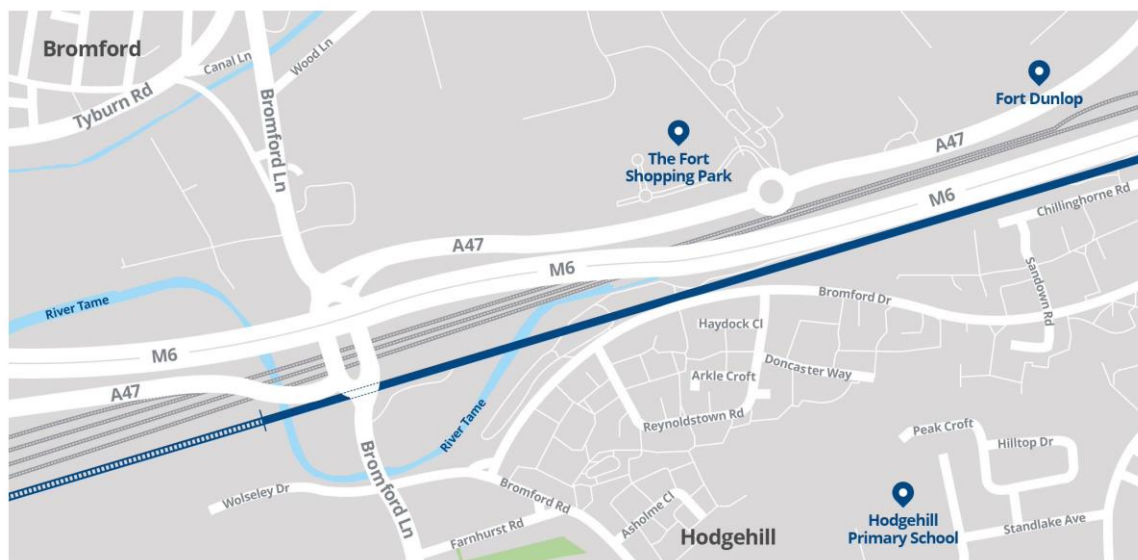 Bromford
Canal Ln
Wood Ln
Tyburn Rd
Bromford Ln
Fort Dunlop
The Fort
Shopping Park
A47
M6
Chillinghorne Rd
A47
M6
Sandown Rd
River Tame
Bromford Dr
Haydock Cl
M6
Doncaster Way
A47
Arkle Croft
Reynoldstown Rd
River Tame
Peak Croft
Hilltop Dr
Bromford Ln
Wolseley Dr
Bromford Rd
Asholme Cl
Hodgehill
Primary School
Standlake Ave
Farnhurst Rd
Hodgehill